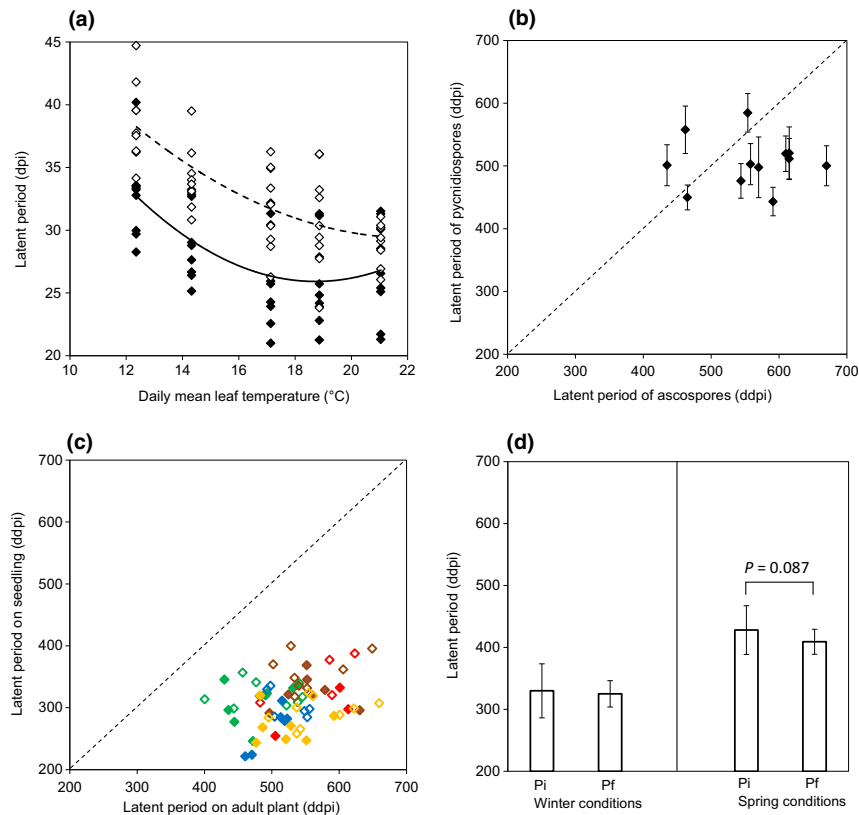 (a)
45
40
35
30
25
20
10 12 14 16 18 20 22
Latent period (dpi)
Daily mean leaf temperature (°C)
(b)
700
600
500
400
300
200
200 300 400 500 600 700
Latent period of pycnidiospores (ddpi)
Latent period of ascospores (ddpi)
(c)
700
600
500
400
300
200
200 300 400 500 600 700
Latent period on seedling (ddpi)
Latent period on adult plant (ddpi)
(d)
700
600
500
400
300
200
Latent period (ddpi)
P = 0.087
Pi Pf Pi Pf
Winter conditions Spring conditions